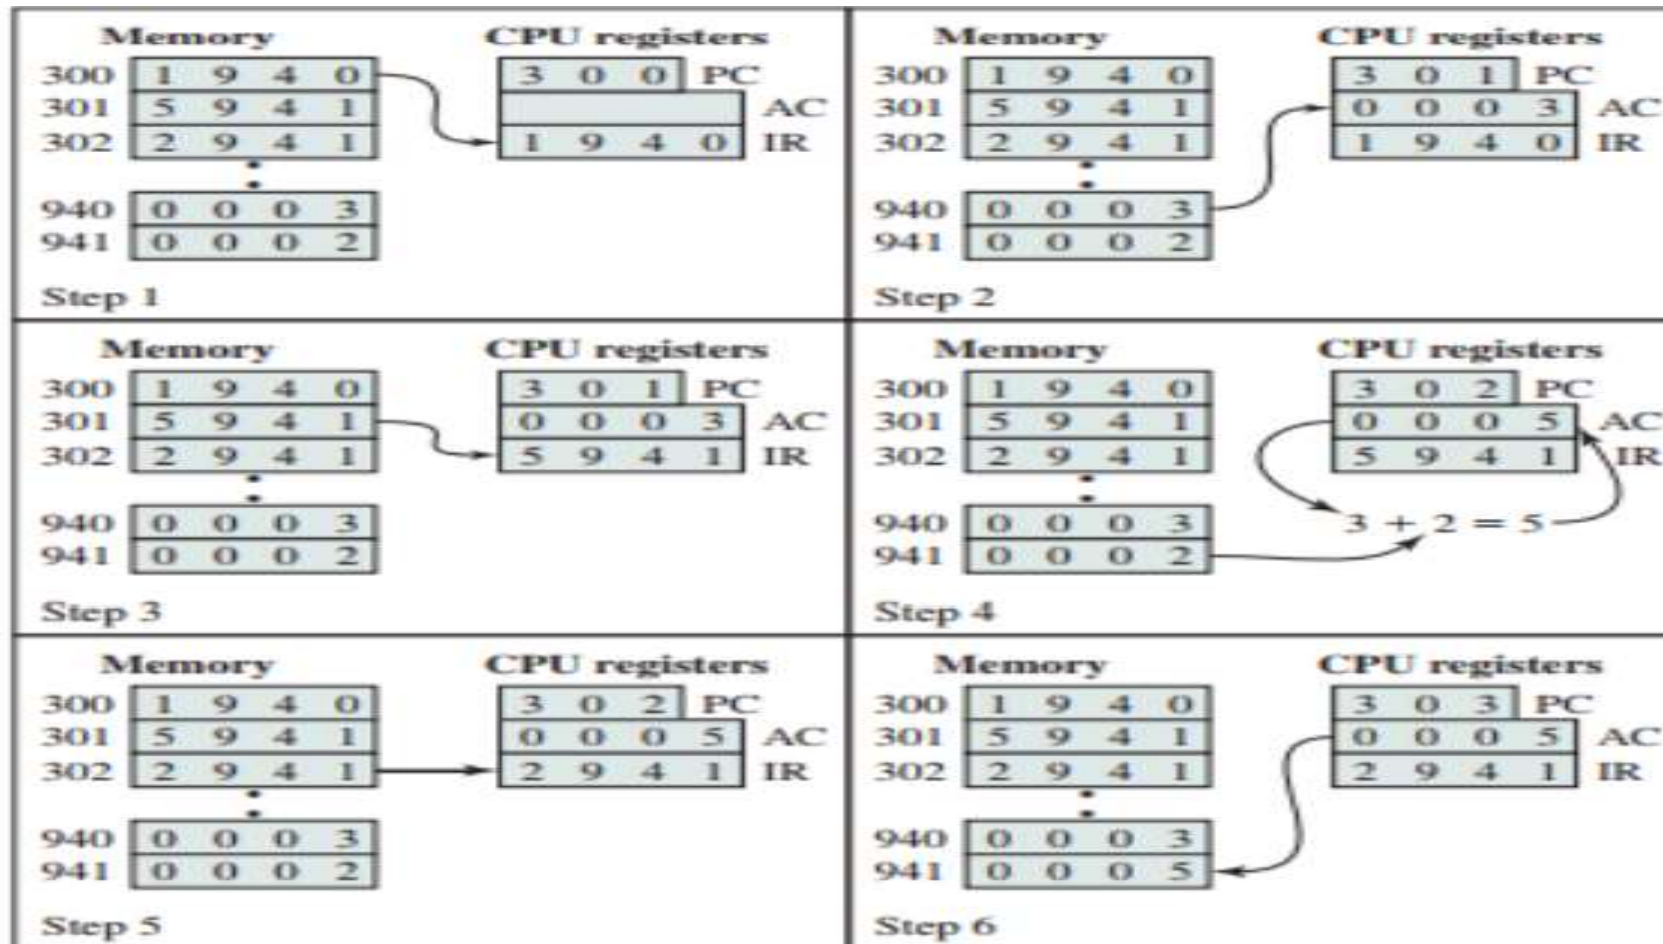 Memory CPU registers
300 1 9 4 0 3 0 0 PC
301 5 9 4 1 AC
302 2 9 4 1 1 9 4 0 IR
940 0 0 0 3
941 0 0 0 2
Step 1
Memory CPU registers
300 1 9 4 0 3 0 1 PC
301 5 9 4 1 0 0 0 3 AC
302 2 9 4 1 1 9 4 0 IR
940 0 0 0 3
941 0 0 0 2
Step 2
Memory CPU registers
300 1 9 4 0 3 0 1 PC
301 5 9 4 1 0 0 0 3 AC
302 2 9 4 1 5 9 4 1 IR
940 0 0 0 3
941 0 0 0 2
Step 3
Memory CPU registers
300 1 9 4 0 3 0 2 PC
301 5 9 4 1 0 0 0 5 AC
302 2 9 4 1 5 9 4 1 IR
940 0 0 0 3 3 + 2 = 5
941 0 0 0 2
Step 4
Memory CPU registers
300 1 9 4 0 3 0 2 PC
301 5 9 4 1 0 0 0 5 AC
302 2 9 4 1 2 9 4 1 IR
940 0 0 0 3
941 0 0 0 2
Step 5
Memory CPU registers
300 1 9 4 0 3 0 3 PC
301 5 9 4 1 0 0 0 5 AC
302 2 9 4 1 2 9 4 1 IR
940 0 0 0 3
941 0 0 0 5
Step 6